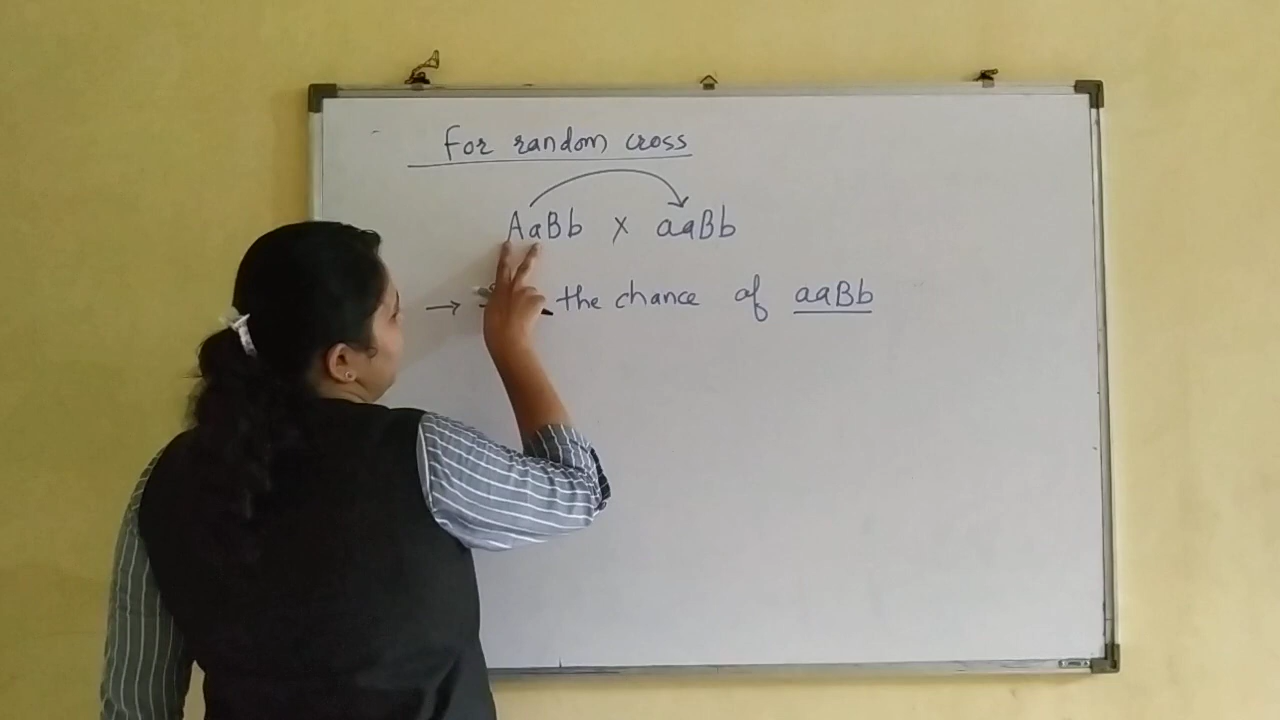 For random cross
AaBb x aaBb
→ the chance of aaBb